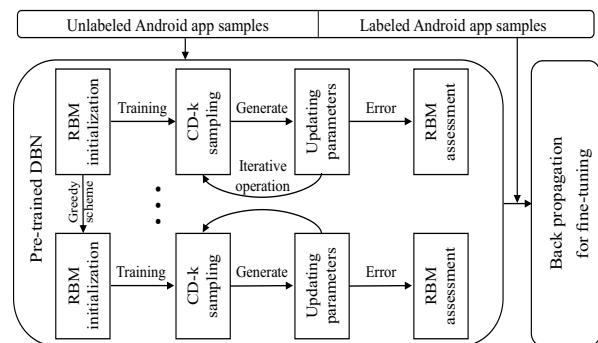 Unlabeled Android app samples
Labeled Android app samples
Pre-trained DBN
RBM
initialization
Training
CD-k
sampling
Generate
Updating
parameters
Error
RBM
assessment
Iterative
operation
Greedy
scheme
RBM
initialization
Training
CD-k
sampling
Generate
Updating
parameters
Error
RBM
assessment
Back propagation
for fine-tuning